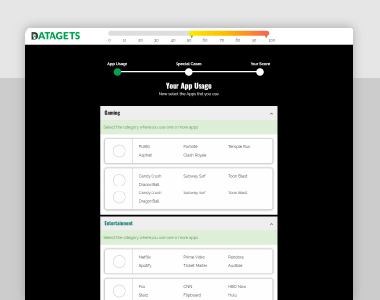 DATAGETS
0 10 20 30 40 50 60 70 80 90 100
App Usage Special Cases Your Score
Your App Usage
Now select the Apps that you use
Gaming
Select the category where you use one or more apps
PUBG Fortnite Temple Run
Asphalt Clash Royale
Candy Crush Subway Surf Toon Blast
Dragon Ball
Candy Crush Subway Surf Toon Blast
Dragon Ball
Entertainment
Select the category where you use one or more apps
Netflix Prime Video Pandora
Spotify Ticket Master Audible
Fox CNN HBO Now
Starz Flipboard Hulu